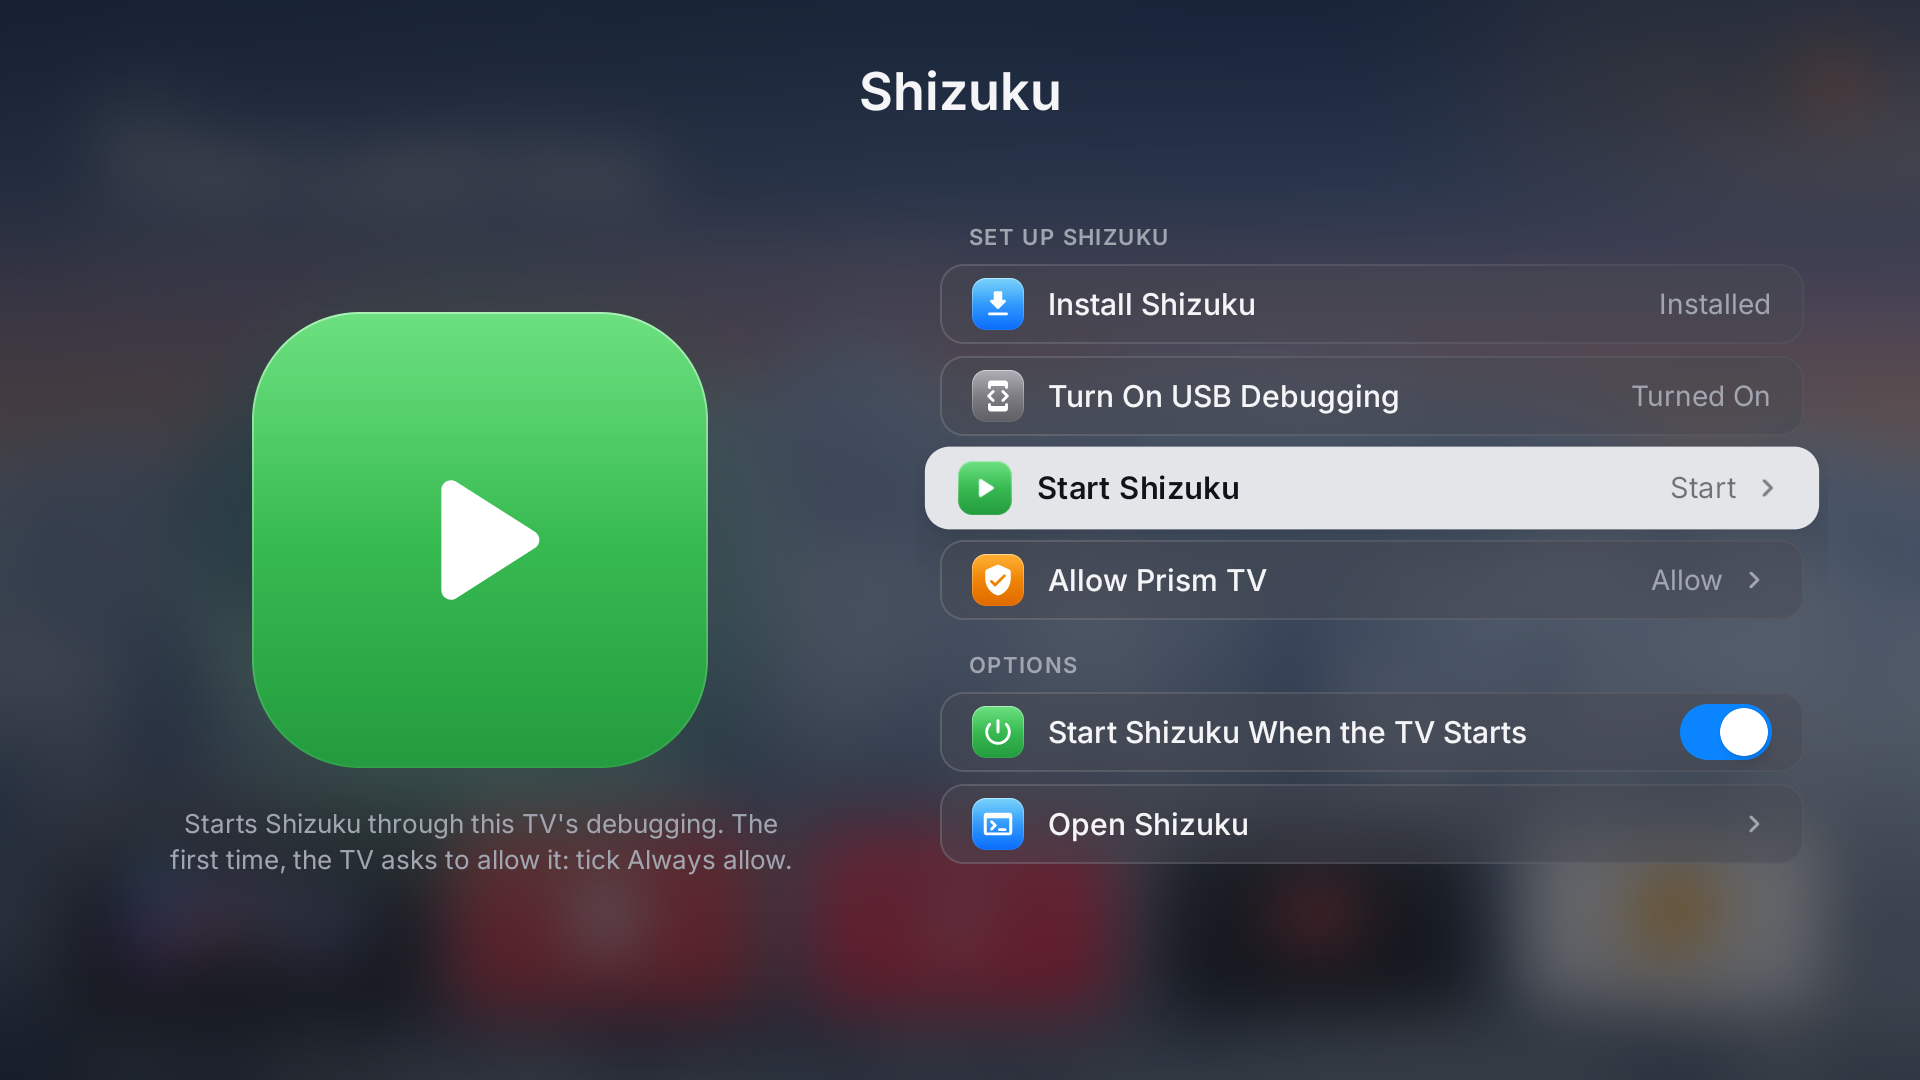 Shizuku
SET UP SHIZUKU
Install Shizuku
Installed
Turn On USB Debugging
Turned On
Start Shizuku
Start
Allow Prism TV
Allow
OPTIONS
Start Shizuku When the TV Starts
Open Shizuku
Starts Shizuku through this TV's debugging. The
first time, the TV asks to allow it: tick Always allow.